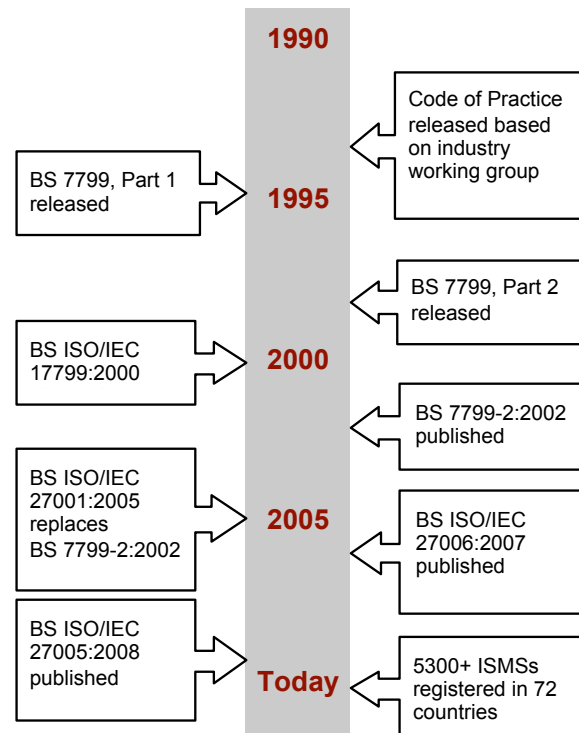 1990
Code of Practice
released based
on industry
working group
BS 7799, Part 1
released
1995
BS 7799, Part 2
released
BS ISO/IEC
17799:2000
2000
BS 7799-2:2002
published
BS ISO/IEC
27001:2005
replaces
BS 7799-2:2002
2005
BS ISO/IEC
27006:2007
published
BS ISO/IEC
27005:2008
published
Today
5300+ ISMSs
registered in 72
countries